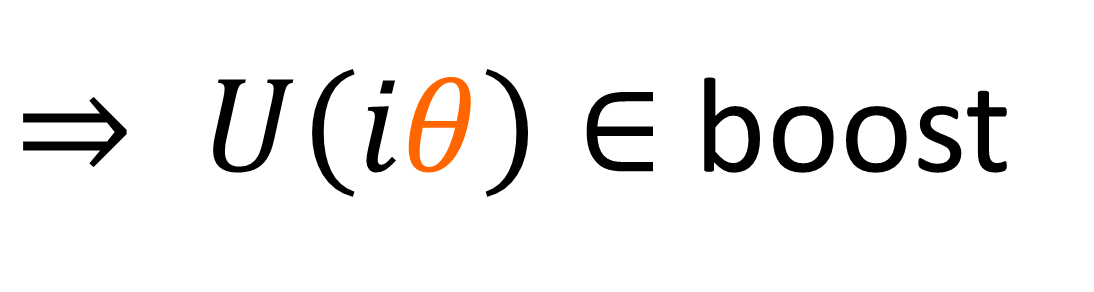 ⇒ 𝑈(𝑖𝜃) ∈ boost